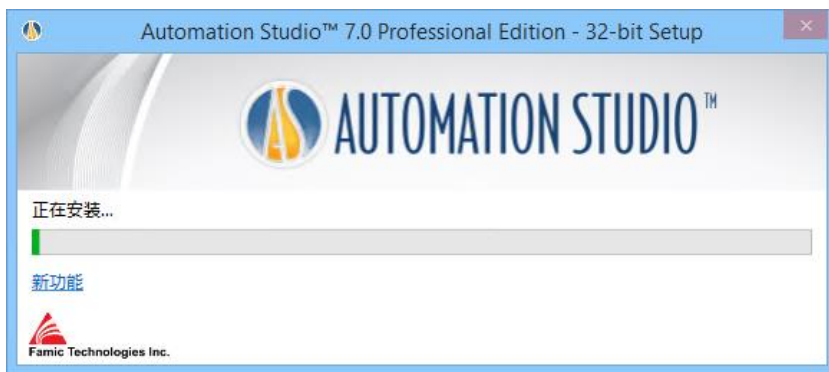 Automation Studio™ 7.0 Professional Edition - 32-bit Setup
AUTOMATION STUDIO™
正在安装...
新功能
Famic Technologies Inc.